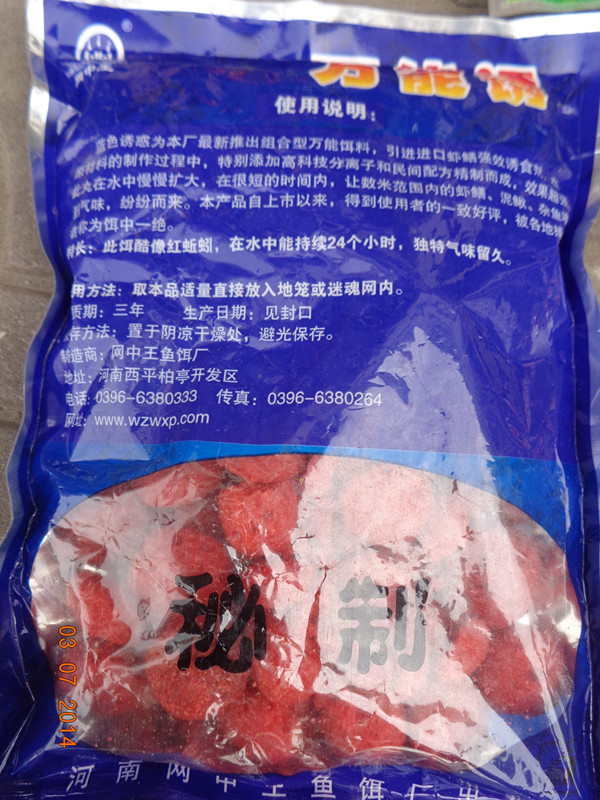 万能诱
使用说明：
蓝色诱惑为本厂最新推出组合型万能饵料，引进进口虾鳝强效诱食剂
原材料的制作过程中，特别添加高科技分离子和民间配方精制而成，效果
在水中慢慢扩大，在很短的时间内，让数米范围内的虾鳝、泥鳅、杂鱼
气味，纷纷而来。本产品自上市以来，得到使用者的一致好评，被各地
称为饵中一绝。
长：此饵酷像红蚯蚓，在水中能持续24个小时，独特气味留久。
用方法：取本品适量直接放入地笼或迷魂网内。
质期：三年 生产日期：见封口
存方法：置于阴凉干燥处，避光保存。
制造商：网中王鱼饵厂
地址：河南西平柏亭开发区
电话：0396-6380333 传真：0396-6380264
网址：www.wzwxp.com
秘制
03 07 2014
河南网中王鱼饵厂出